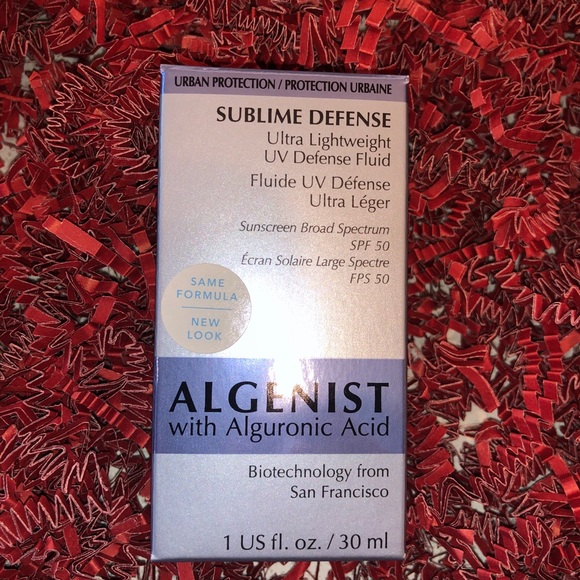 URBAN PROTECTION / PROTECTION URBAINE
SUBLIME DEFENSE
Ultra Lightweight
UV Defense Fluid
Fluide UV Défense
Ultra Léger
Sunscreen Broad Spectrum
SPF 50
Écran Solaire Large Spectre
FPS 50
SAME
FORMULA
NEW
LOOK
ALGENIST
with Alguronic Acid
Biotechnology from
San Francisco
1 US fl. oz. / 30 ml